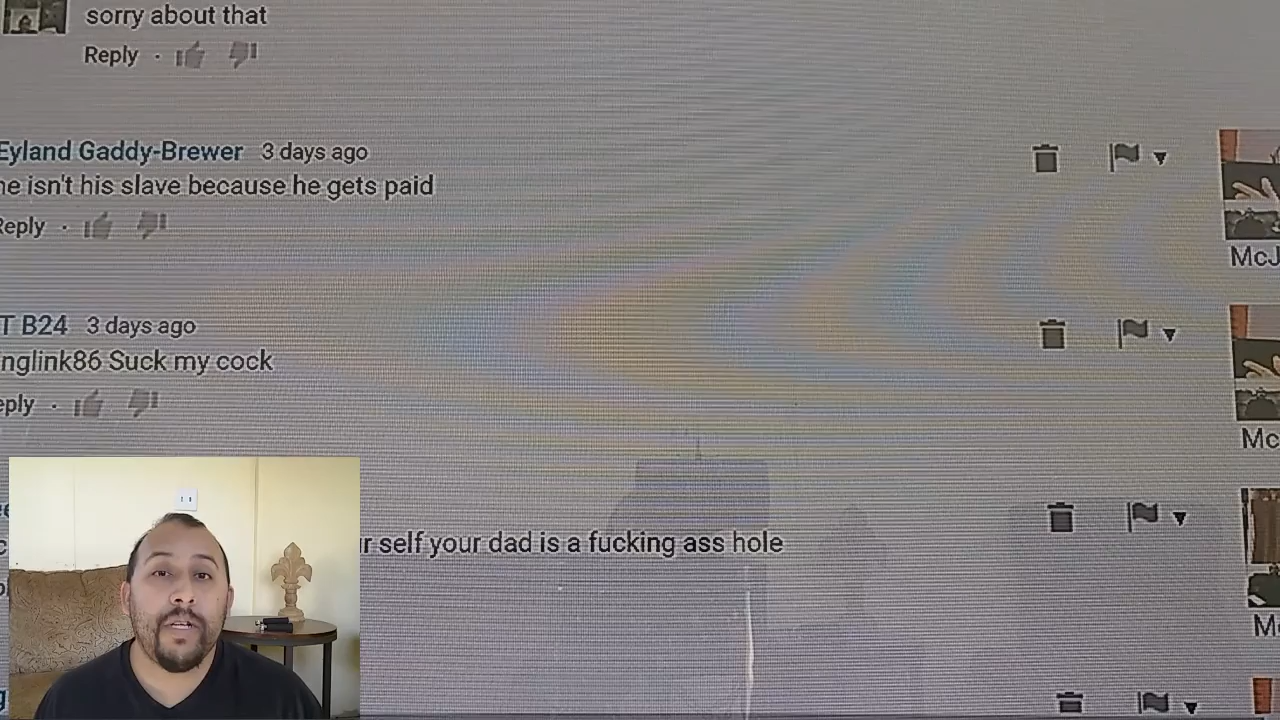 sorry about that
Reply
Eyland Gaddy-Brewer 3 days ago
he isn't his slave because he gets paid
Reply
McJ
T B24 3 days ago
nglink86 Suck my cock
eply
Mc
r self your dad is a fucking ass hole